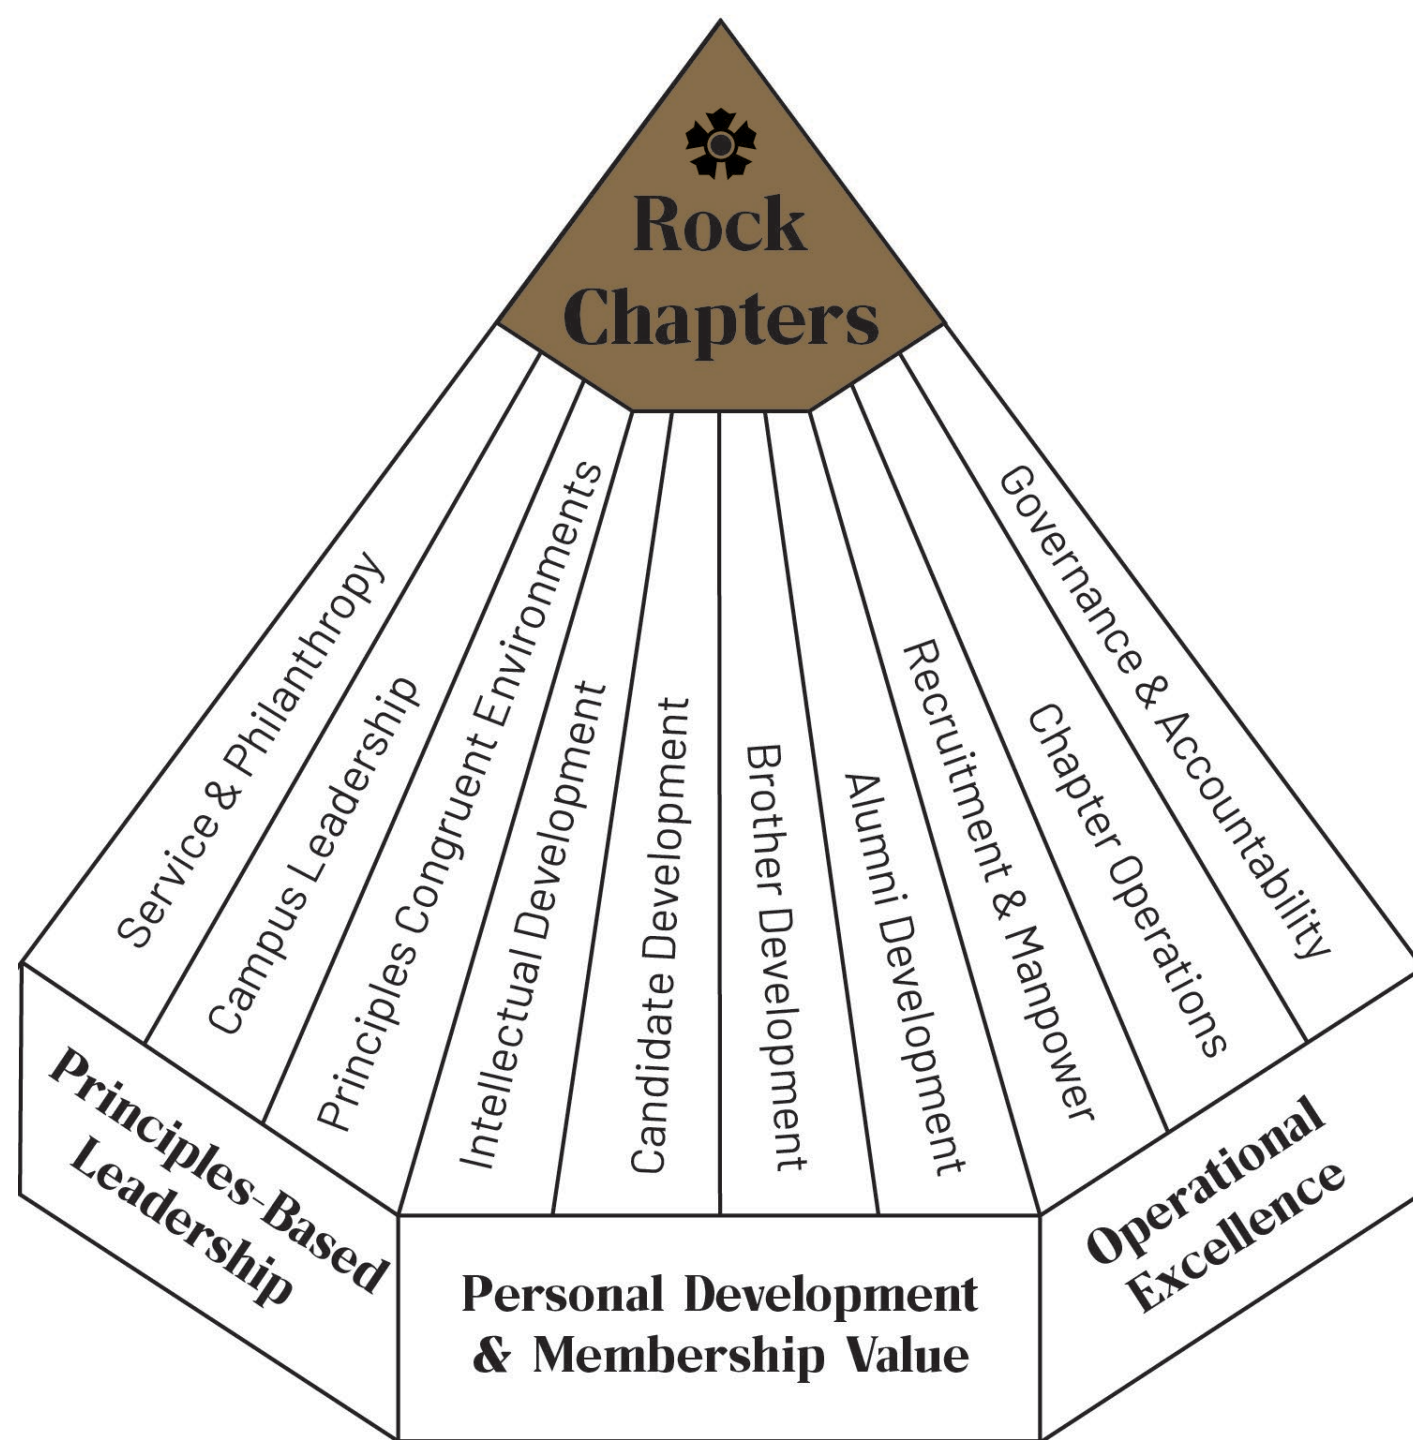 Rock
Chapters
Service & Philanthropy
Campus Leadership
Principles Congruent Environments
Intellectual Development
Candidate Development
Brother Development
Alumni Development
Recruitment & Manpower
Chapter Operations
Governance & Accountability
Principles-Based
Leadership
Personal Development
& Membership Value
Operational
Excellence